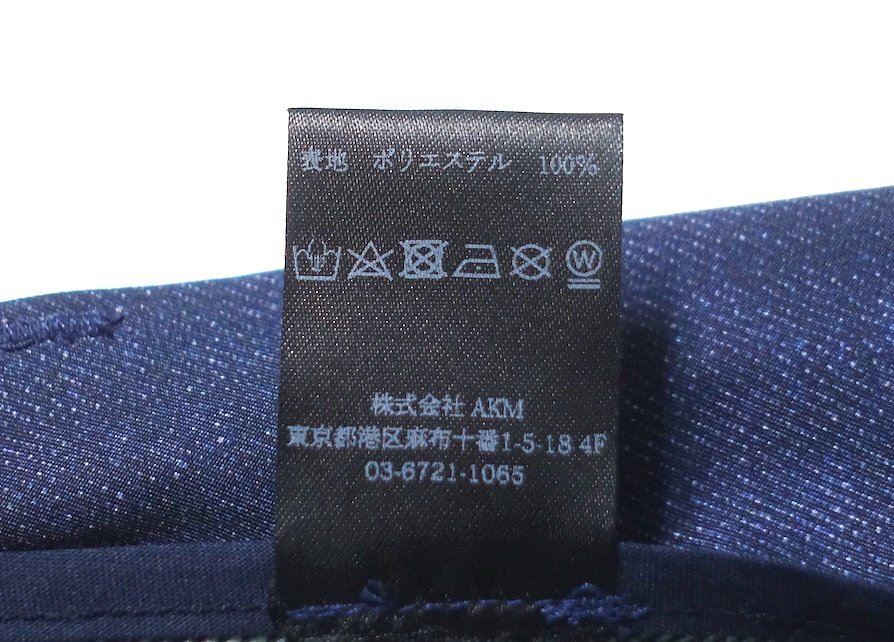 表地 ポリエステル 100%
W
株式会社 AKM
東京都港区麻布十番1-5-18 4F
03-6721-1065